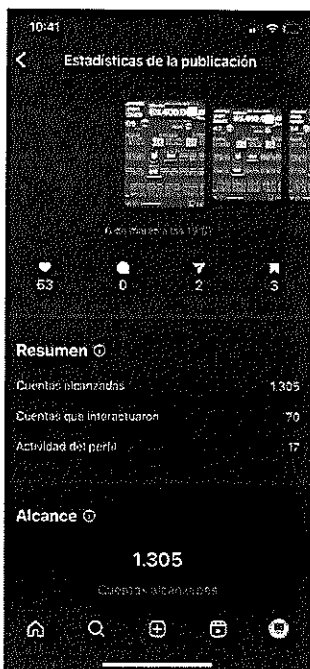 10:41
Estadísticas de la publicación
63 0 2 3
Resumen
Cuentas alcanzadas 1.305
Cuentas que interactuaron 70
Actividad del perfil 17
Alcance
1.305
Cuentas alcanzadas